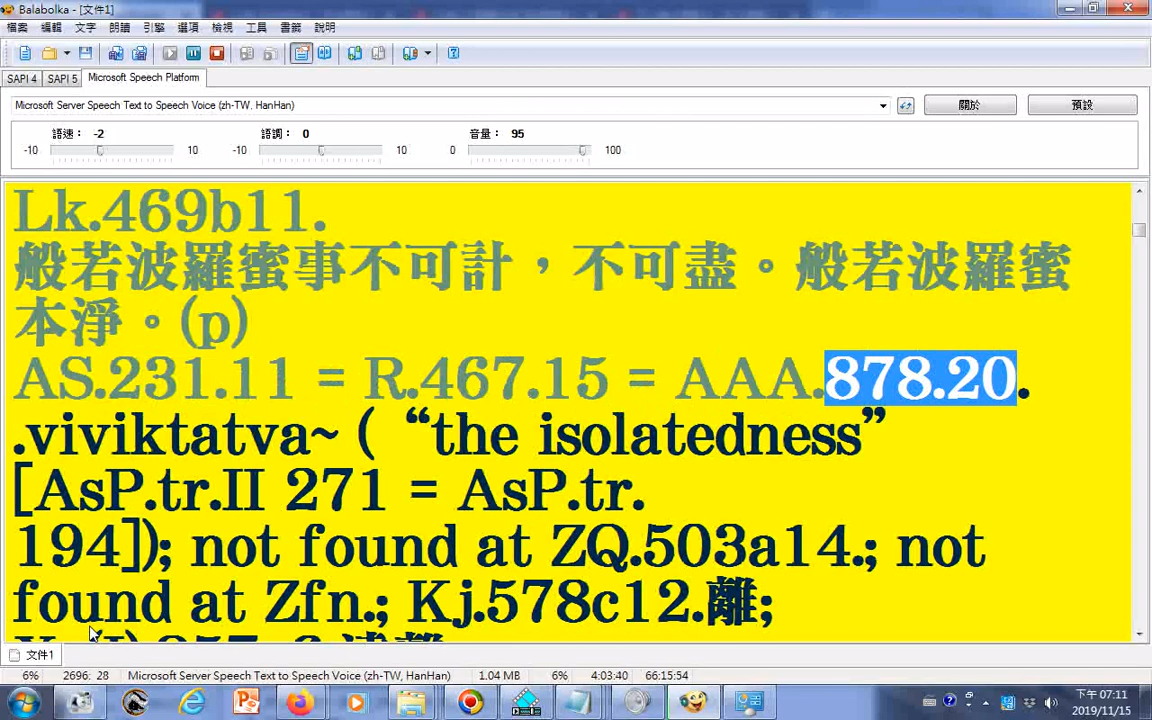 Balabolka - [文件1]
檔案 編輯 文字 朗讀 引擎 選項 檢視 工具 書籤 說明
SAPI 4 SAPI 5 Microsoft Speech Platform
Microsoft Server Speech Text to Speech Voice (zh-TW, HanHan) 關於 預設
語速： -2 語調： 0 音量： 95
-10 10 -10 10 0 100
Lk.469b11.
般若波羅蜜事不可計，不可盡。般若波羅蜜
本淨。(p)
AS.231.11 = R.467.15 = AAA.878.20.
.viviktatva~ (“the isolatedness”
[AsP.tr.II 271 = AsP.tr.
194]); not found at ZQ.503a14.; not
found at Zfn.; Kj.578c12.離;
文件1
6% 2696: 28 Microsoft Server Speech Text to Speech Voice (zh-TW, HanHan) 1.04 MB 6% 4:03:40 66:15:54
下午 07:11
2019/11/15